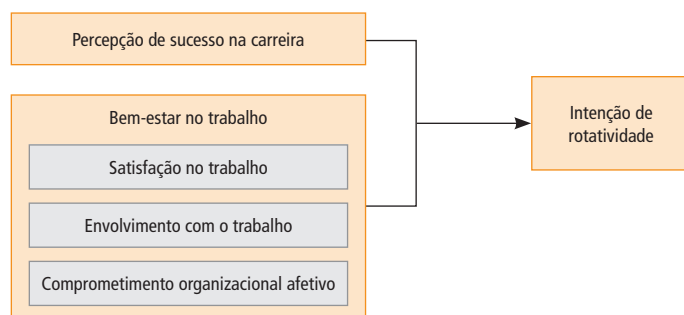 Percepção de sucesso na carreira
Bem-estar no trabalho
Satisfação no trabalho
Envolvimento com o trabalho
Comprometimento organizacional afetivo
Intenção de
rotatividade